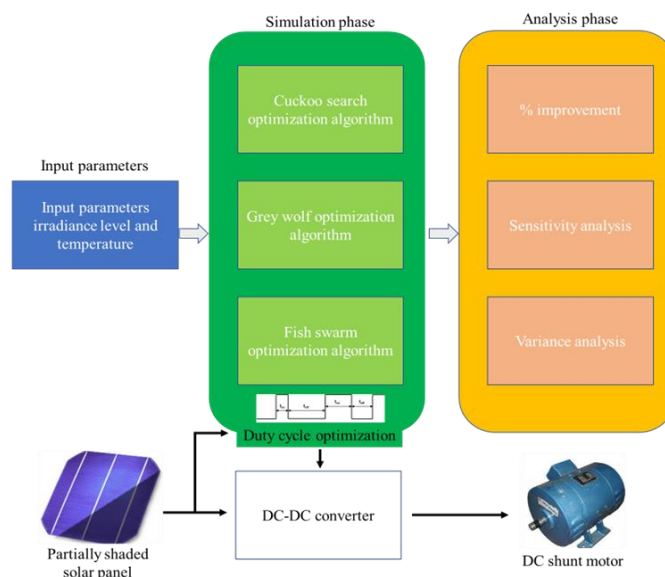 Simulation phase
Analysis phase
Cuckoo search
optimization algorithm
% improvement
Input parameters
Input parameters
irradiance level and
temperature
Grey wolf optimization
algorithm
Sensitivity analysis
Fish swarm
optimization algorithm
Variance analysis
Duty cycle optimization
DC-DC converter
Partially shaded
solar panel
DC shunt motor